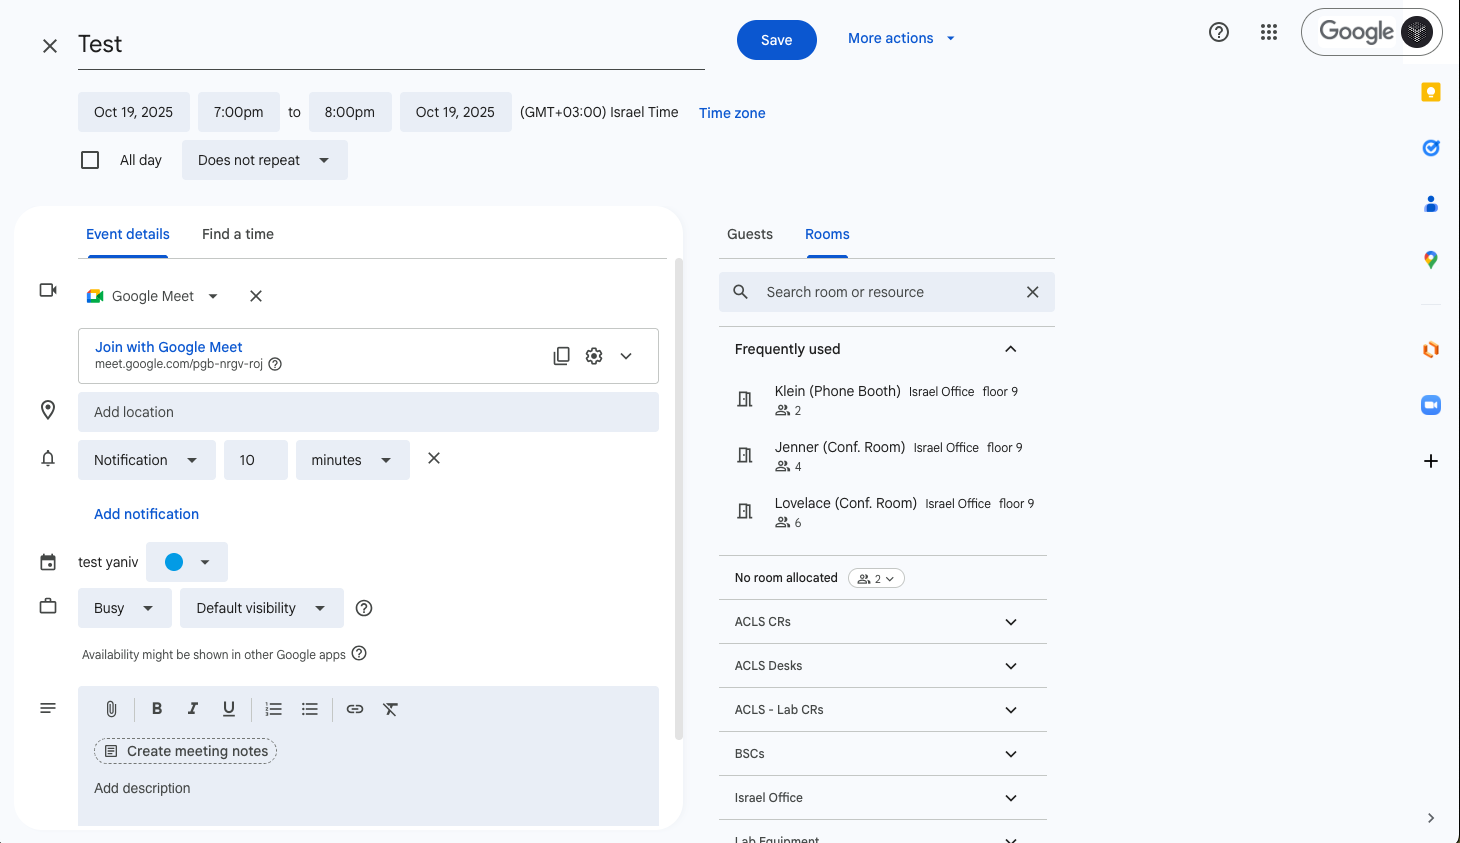 Test
Save
More actions
Google
Oct 19, 2025 7:00pm to 8:00pm Oct 19, 2025 (GMT+03:00) Israel Time Time zone
All day Does not repeat
Event details Find a time
Google Meet
Join with Google Meet
meet.google.com/pgb-nrgv-roj
Add location
Notification 10 minutes
Add notification
test yaniv
Busy Default visibility
Availability might be shown in other Google apps
B I U
Create meeting notes
Add description
Guests Rooms
Search room or resource
Frequently used
Klein (Phone Booth) Israel Office floor 9
2
Jenner (Conf. Room) Israel Office floor 9
4
Lovelace (Conf. Room) Israel Office floor 9
6
No room allocated 2
ACLS CRs
ACLS Desks
ACLS - Lab CRs
BSCs
Israel Office
Lab Equipment